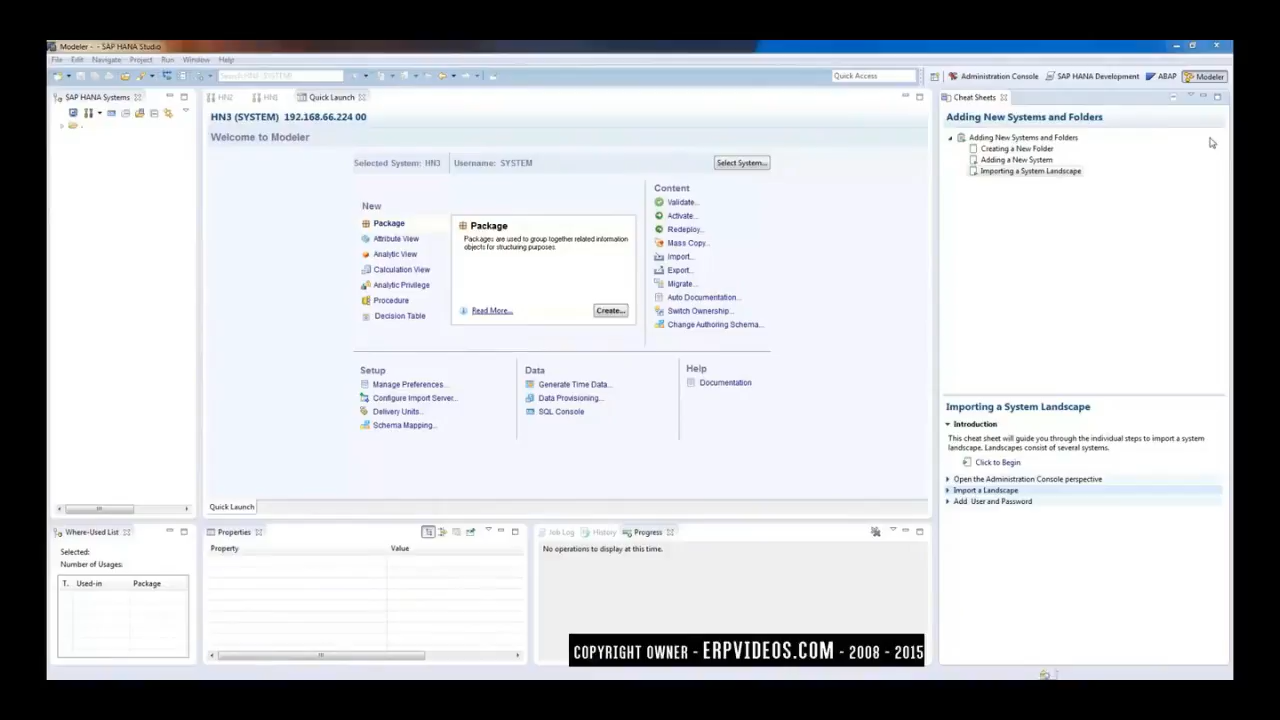 Modeler - - SAP HANA Studio
File Edit Navigate Project Run Window Help
Search HN3 (SYSTEM)
Quick Access
Administration Console
SAP HANA Development
ABAP
Modeler
SAP HANA Systems
HN2
HN1
Quick Launch
HN3 (SYSTEM) 192.168.66.224 00
Welcome to Modeler
Selected System: HN3
Username: SYSTEM
Select System...
New
Package
Attribute View
Analytic View
Calculation View
Analytic Privilege
Procedure
Decision Table
Package
Packages are used to group together related information
objects for structuring purposes.
Read More...
Create...
Content
Validate...
Activate...
Redeploy...
Mass Copy...
Import...
Export...
Migrate...
Auto Documentation...
Switch Ownership...
Change Authoring Schema...
Setup
Manage Preferences...
Configure Import Server...
Delivery Units...
Schema Mapping...
Data
Generate Time Data...
Data Provisioning...
SQL Console
Help
Documentation
Quick Launch
Cheat Sheets
Adding New Systems and Folders
Adding New Systems and Folders
Creating a New Folder
Adding a New System
Importing a System Landscape
Importing a System Landscape
Introduction
This cheat sheet will guide you through the individual steps to import a system
landscape. Landscapes consist of several systems.
Click to Begin
Open the Administration Console perspective
Import a Landscape
Add User and Password
Where-Used List
Selected:
Number of Usages:
T. Used-in Package
Properties
Property Value
Job Log
History
Progress
No operations to display at this time.
COPYRIGHT OWNER - ERPVIDEOS.COM - 2008 - 2015